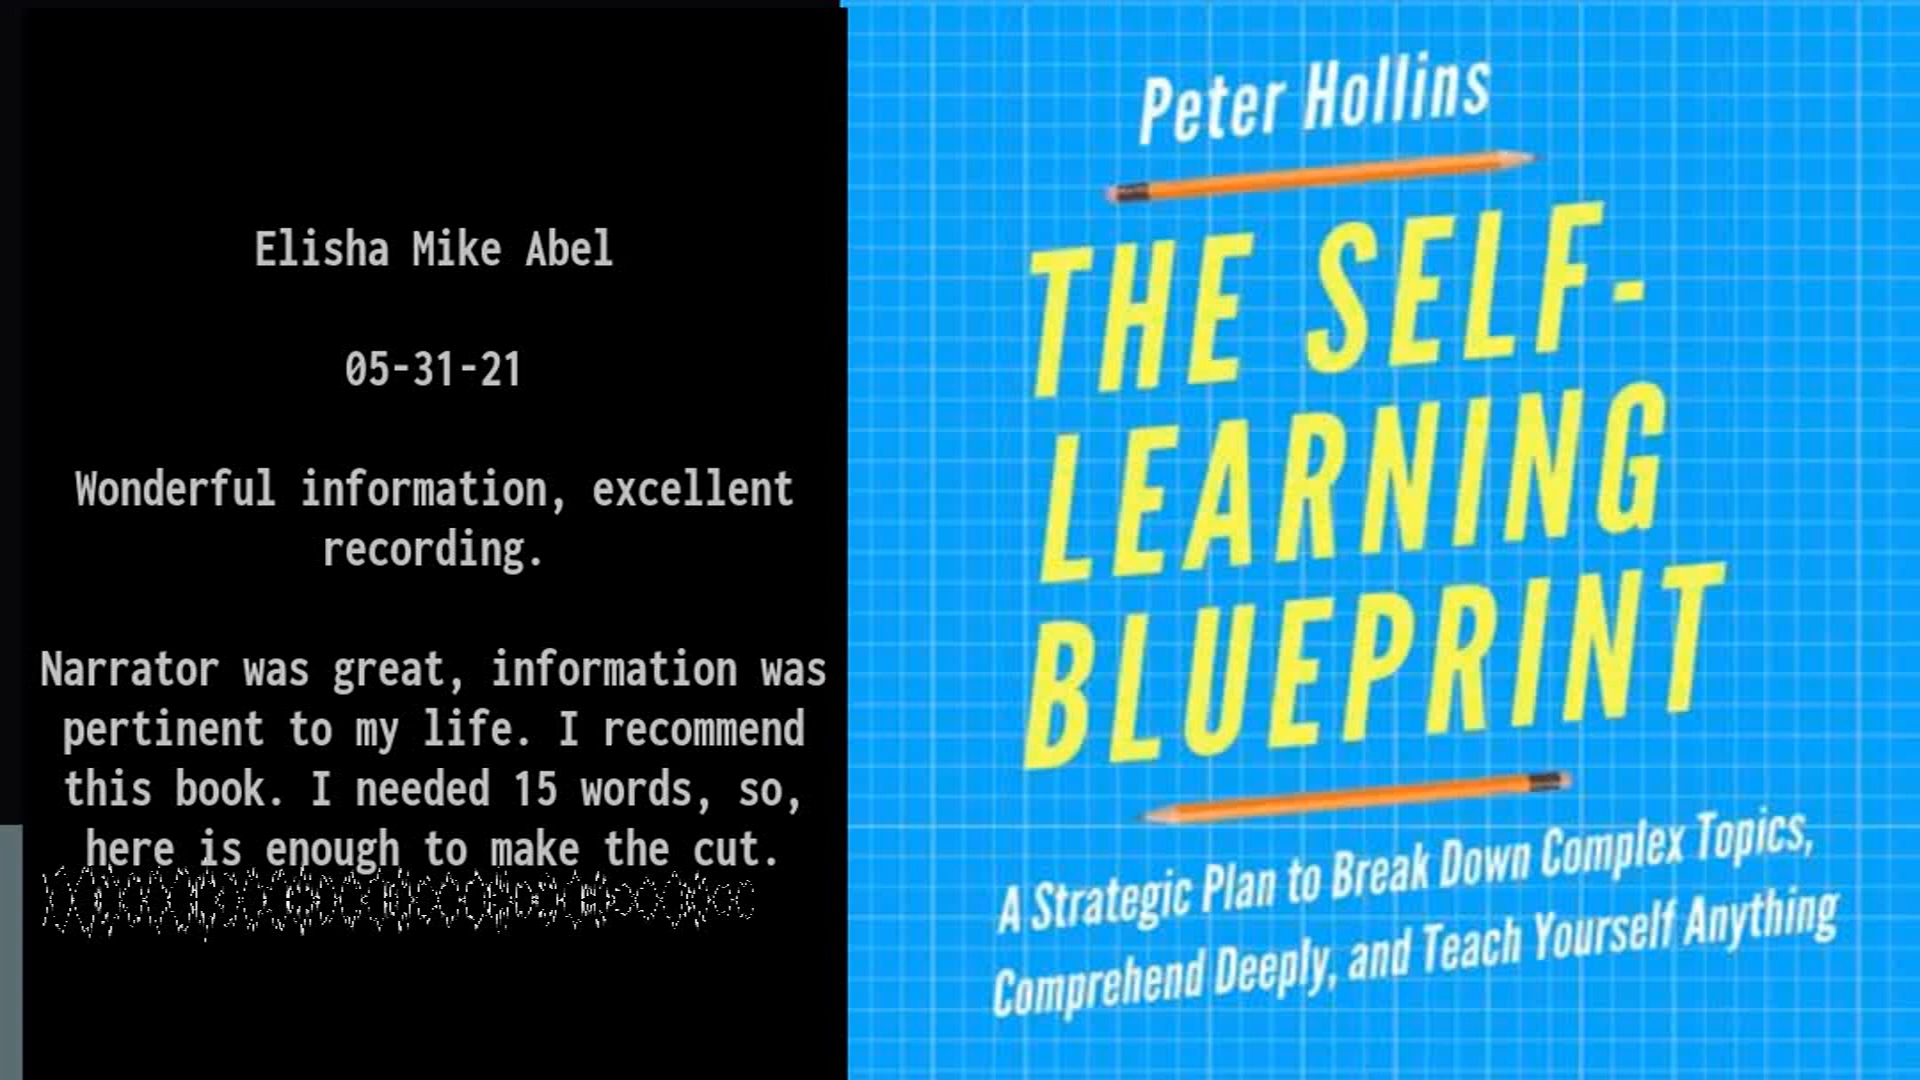 Elisha Mike Abel
05-31-21
Wonderful information, excellent
recording.
Narrator was great, information was
pertinent to my life. I recommend
this book. I needed 15 words, so,
here is enough to make the cut.
Peter Hollins
THE SELF-
LEARNING
BLUEPRINT
A Strategic Plan to Break Down Complex Topics,
Comprehend Deeply, and Teach Yourself Anything